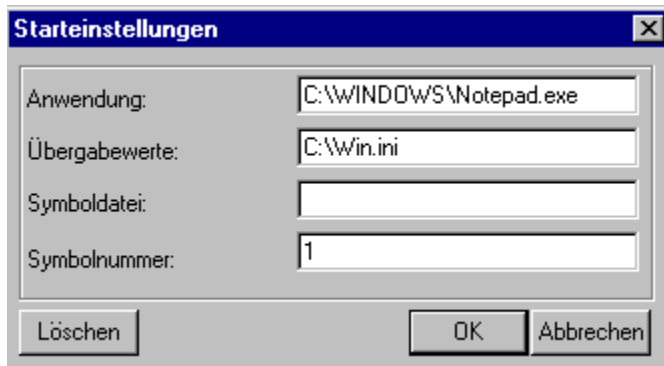 Starteinstellungen
Anwendung: C:\WINDOWS\Notepad.exe
Übergabewerte: C:\Win.ini
Symboldatei:
Symbolnummer: 1
Löschen OK Abbrechen